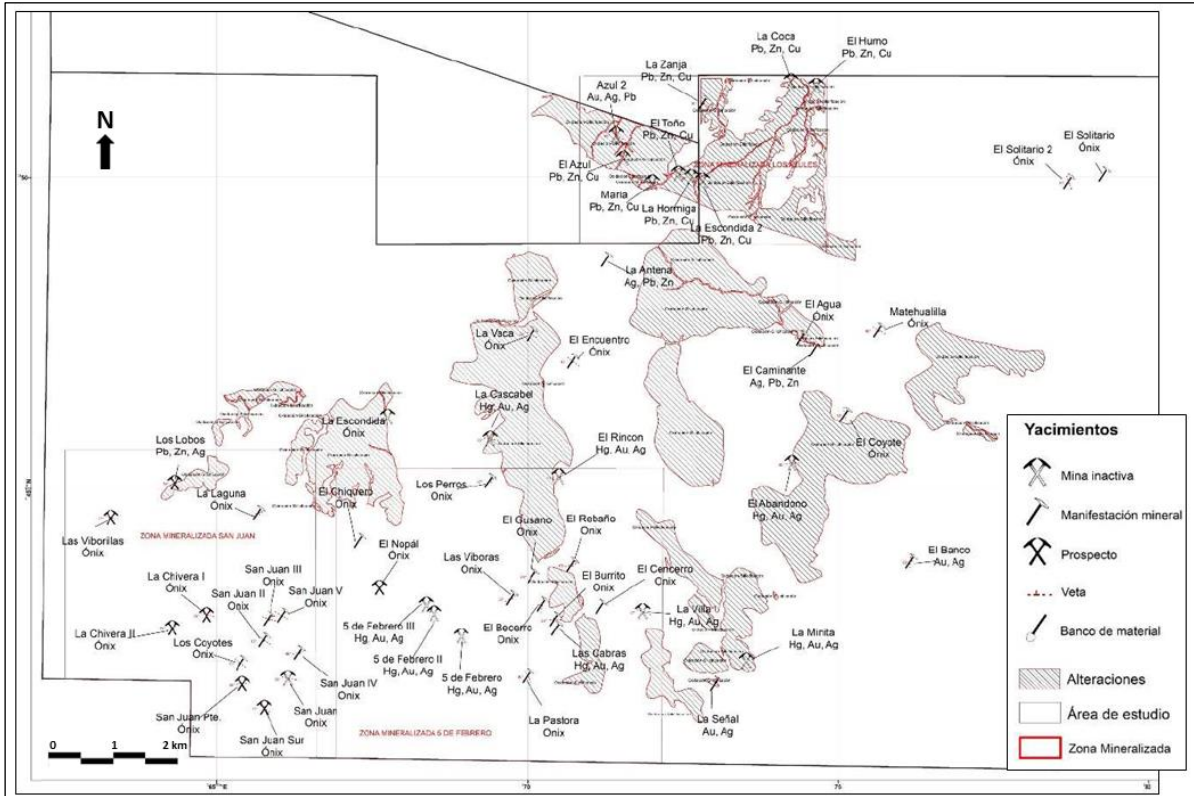 La Coca
Pb, Zn, Cu
El Humo
Pb, Zn, Cu
La Zanja
Pb, Zn, Cu
Azul 2
Au, Ag, Pb
N
El Toño
Pb, Zn, Cu
El Solitario
Ónix
El Solitario 2
Ónix
ZONA MINERALIZADA LOS AZULES
El Azul
Pb, Zn, Cu
Maria
Pb, Zn, Cu
La Hormiga
Pb, Zn, Cu
La Escondida 2
Pb, Zn, Cu
La Antena
Ag, Pb, Zn
El Agua
Ónix
Matehualilla
Ónix
La Vaca
Ónix
El Encuentro
Ónix
El Caminante
Ag, Pb, Zn
La Cascabel
Hg, Au, Ag
La Escondida
Ónix
Los Lobos
Pb, Zn, Ag
El Rincon
Hg, Au, Ag
El Coyote
Ónix
Los Perros
Onix
La Laguna
Ónix
El Chiquero
Ónix
El Abandono
Hg, Au, Ag
Las Viborilas
Ónix
ZONA MINERALIZADA SAN JUAN
El Gusano
Onix
El Rebaño
Onix
El Nopál
Ónix
El Banco
Au, Ag
San Juan III
Ónix
La Chivera I
Ónix
San Juan II
Ónix
San Juan V
Ónix
Las Viboras
Onix
El Burrito
Onix
El Cencerro
Onix
La Chivera II
Ónix
5 de Febrero III
Hg, Au, Ag
El Becerro
Onix
La Villa I
Hg, Au, Ag
La Minita
Hg, Au, Ag
Los Coyotes
Ónix
5 de Febrero II
Hg, Au, Ag
Las Cabras
Hg, Au, Ag
5 de Febrero
Hg, Au, Ag
San Juan IV
Onix
San Juan Pte.
Ónix
San Juan
Onix
La Pastora
Onix
La Señal
Au, Ag
San Juan Sur
Ónix
ZONA MINERALIZADA 5 DE FEBRERO
0 1 2 km
Yacimientos
Mina inactiva
Manifestación mineral
Prospecto
Veta
Banco de material
Alteraciones
Área de estudio
Zona Mineralizada